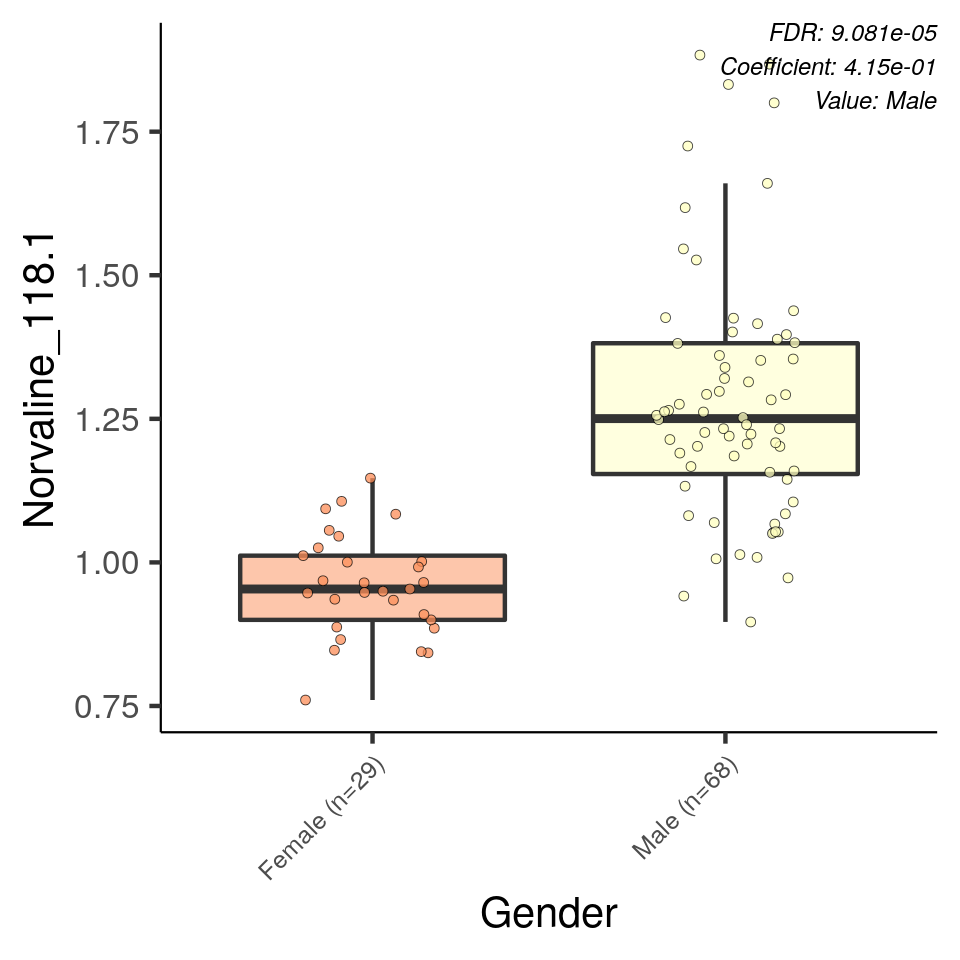 FDR: 9.081e-05
Coefficient: 4.15e-01
Value: Male
Norvaline_118.1
1.75
1.50
1.25
1.00
0.75
Female (n=29)
Male (n=68)
Gender